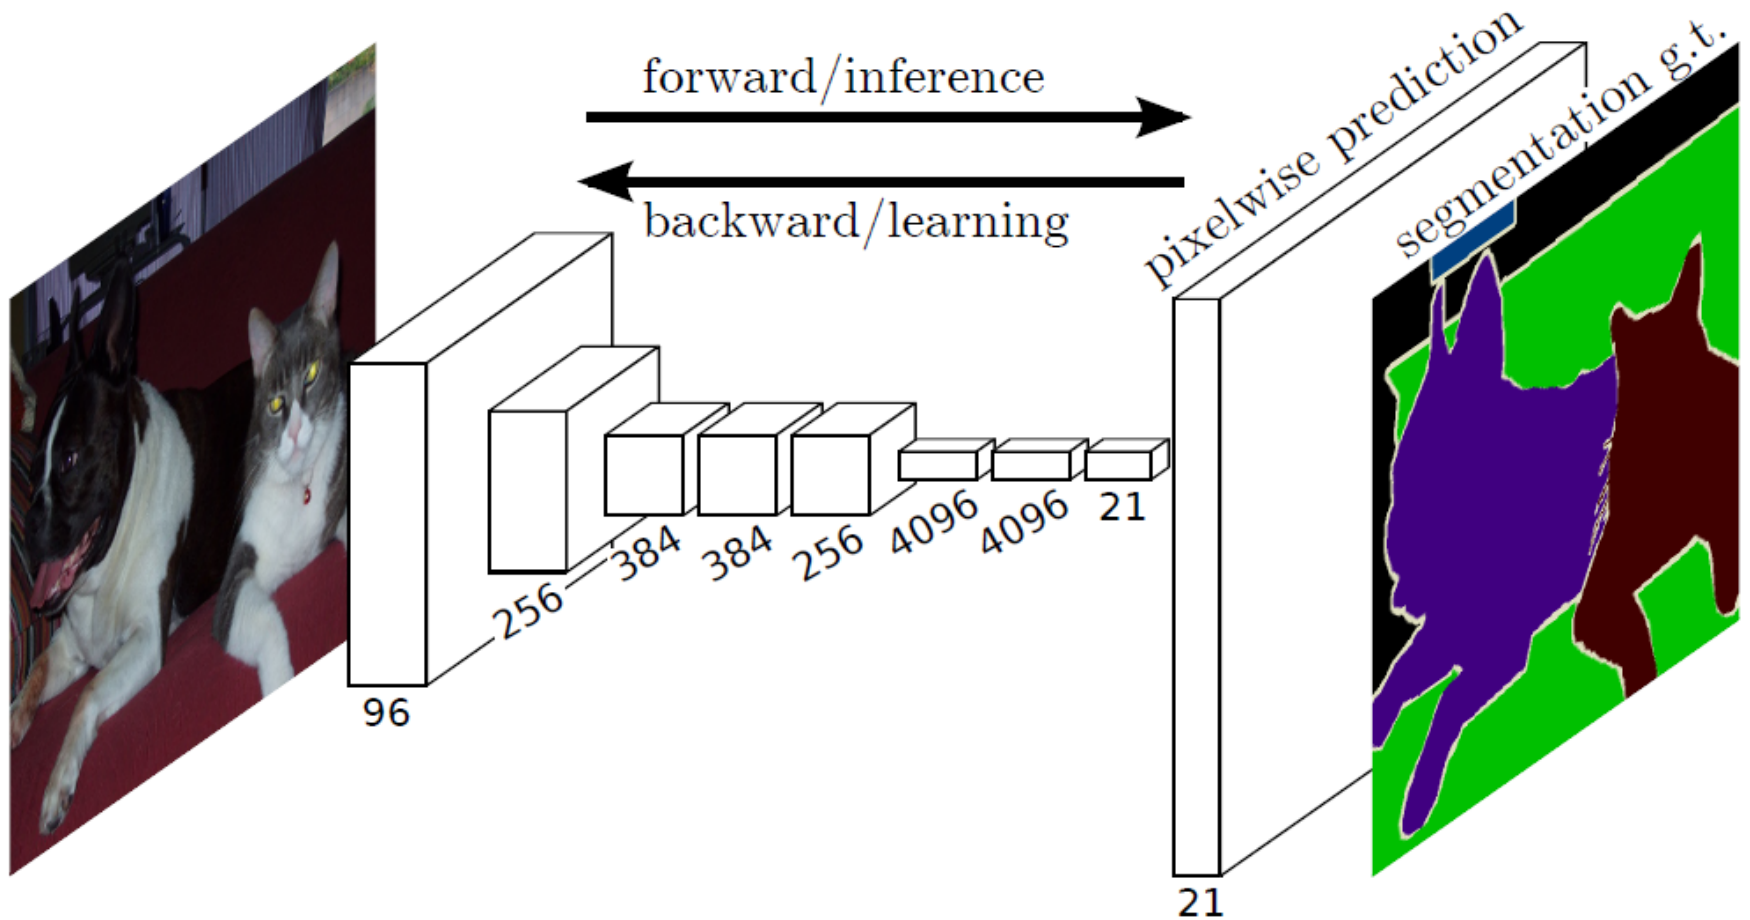 forward/inference
backward/learning
pixelwise prediction
segmentation g.t.
96
256
384
384
256
4096
4096
21
21